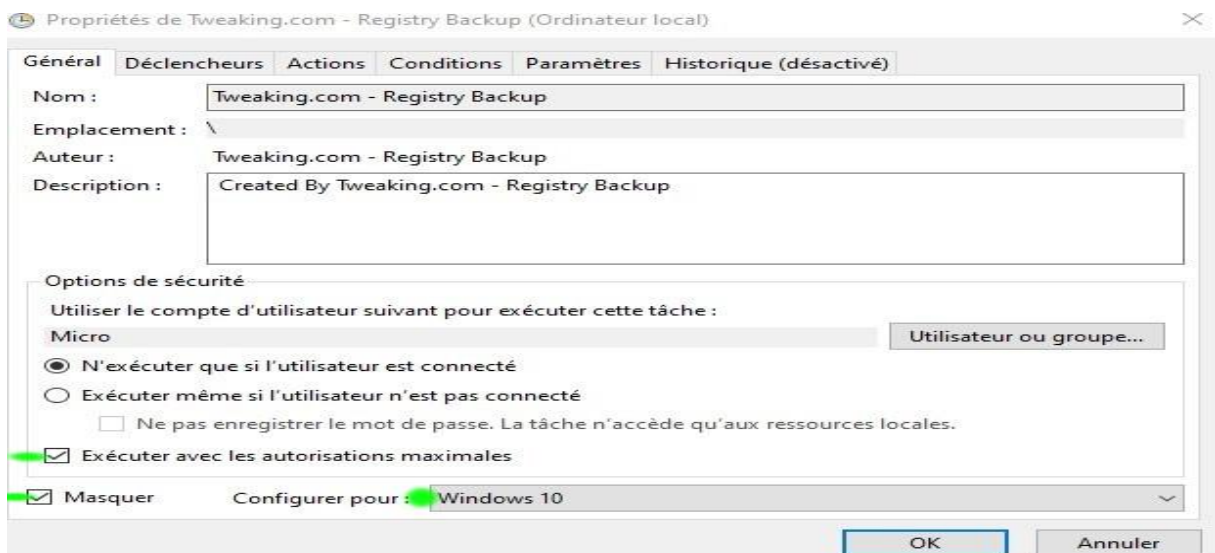 Propriétés de Tweaking.com - Registry Backup (Ordinateur local)
Général Déclencheurs Actions Conditions Paramètres Historique (désactivé)
Nom : Tweaking.com - Registry Backup
Emplacement : \
Auteur : Tweaking.com - Registry Backup
Description : Created By Tweaking.com - Registry Backup
Options de sécurité
Utiliser le compte d'utilisateur suivant pour exécuter cette tâche :
Micro Utilisateur ou groupe...
N'exécuter que si l'utilisateur est connecté
Exécuter même si l'utilisateur n'est pas connecté
Ne pas enregistrer le mot de passe. La tâche n'accède qu'aux ressources locales.
Exécuter avec les autorisations maximales
Masquer Configurer pour : Windows 10
OK Annuler